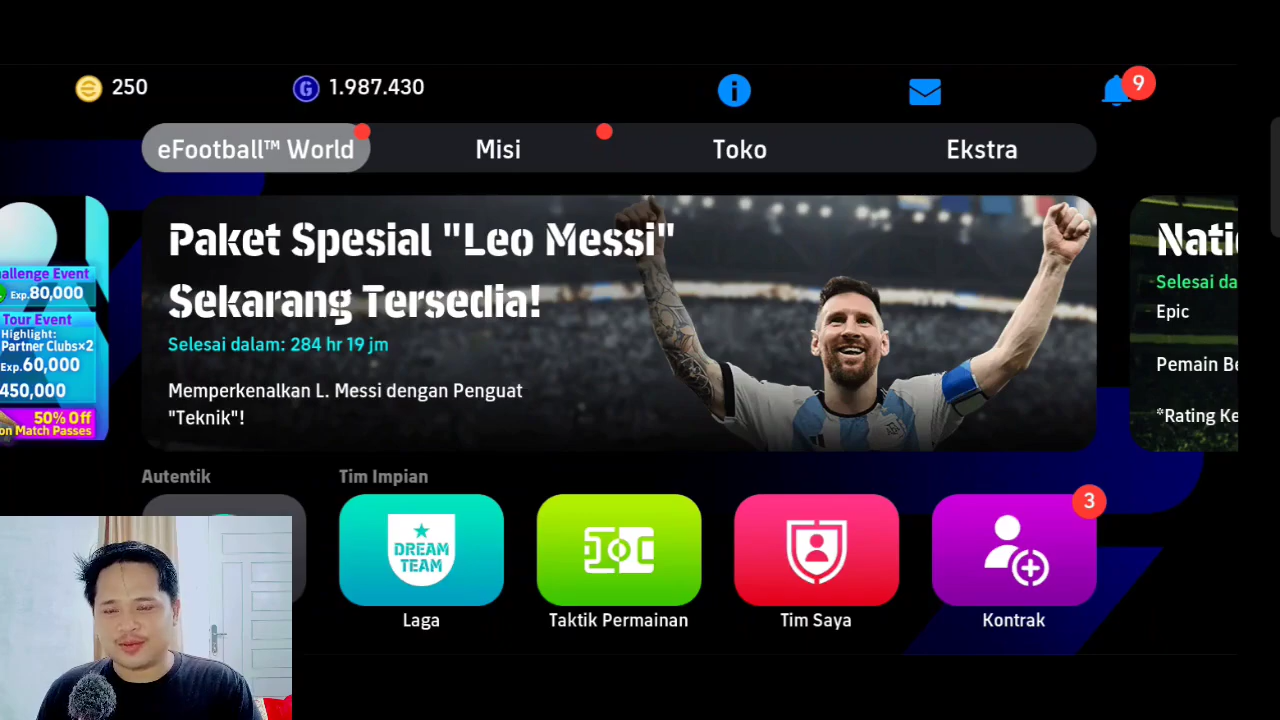 250
1.987.430
9
eFootball™ World
Misi
Toko
Ekstra
allenge Event
Exp.80,000
Tour Event
Highlight:
Partner Clubs×2
Exp.60,000
450,000
50% Off
on Match Passes
Paket Spesial "Leo Messi"
Sekarang Tersedia!
Selesai dalam: 284 hr 19 jm
Memperkenalkan L. Messi dengan Penguat
"Teknik"!
Natio
Selesai da
Epic
Pemain Be
*Rating Ke
Autentik
Tim Impian
DREAM
TEAM
3
Laga
Taktik Permainan
Tim Saya
Kontrak